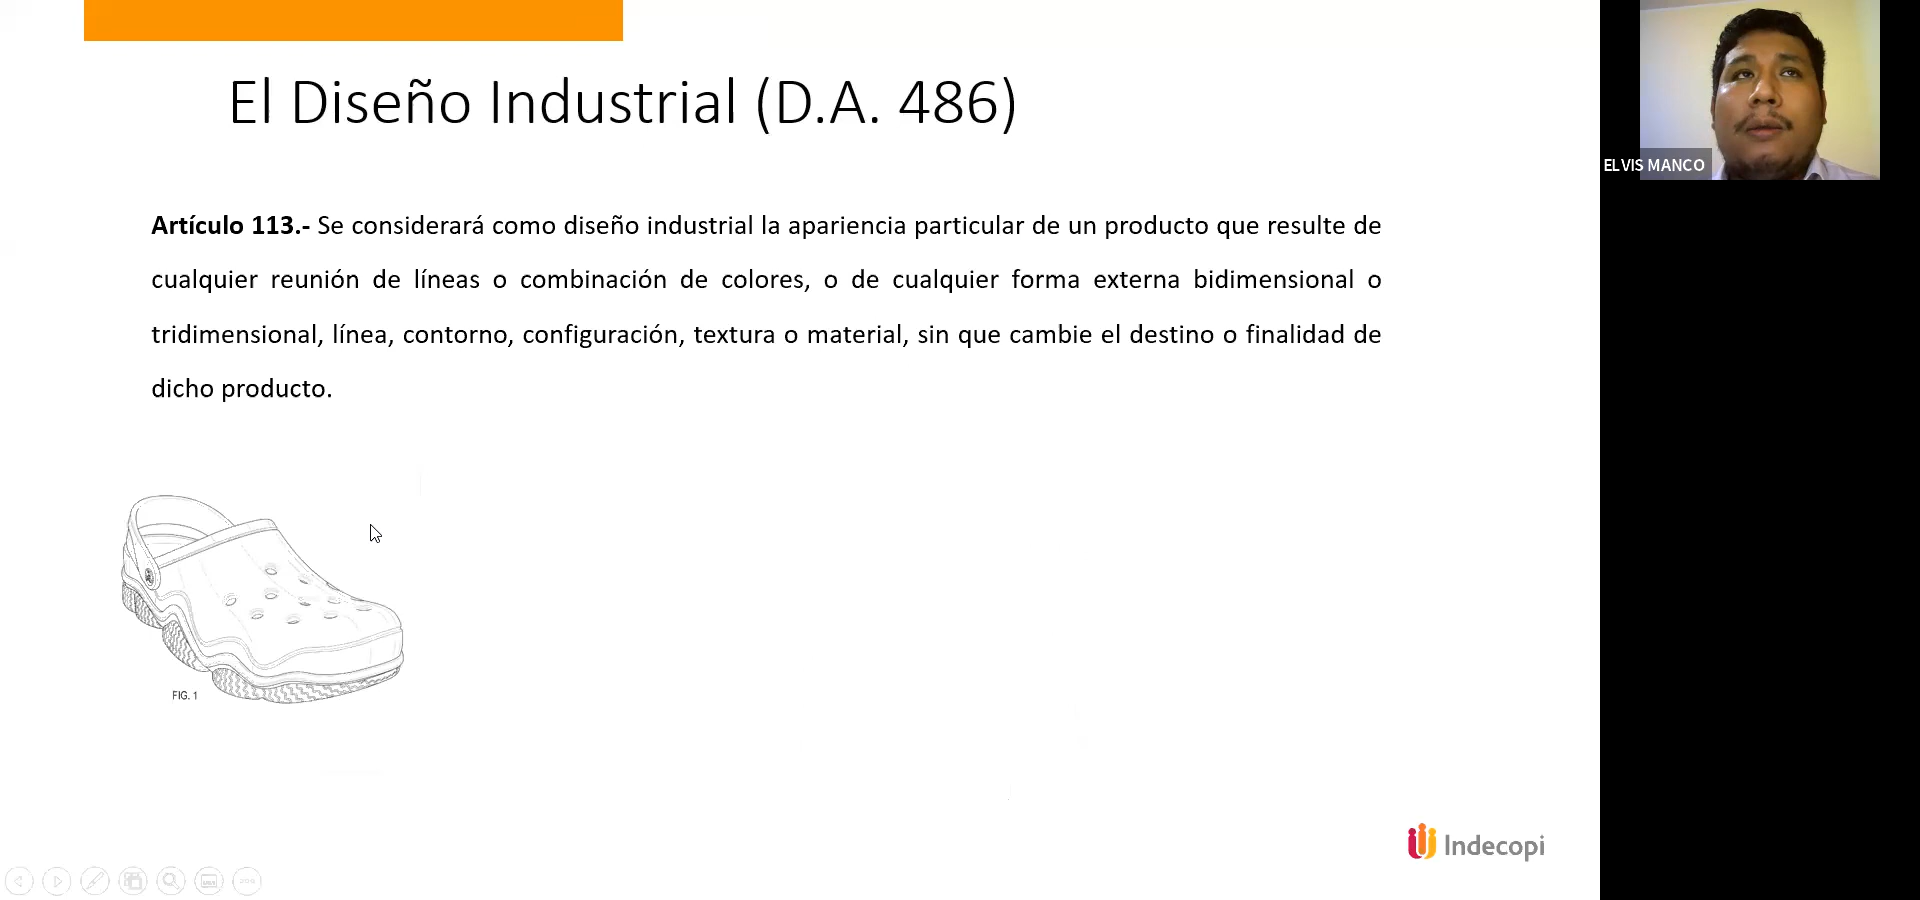 El Diseño Industrial (D.A. 486)
ELVIS MANCO
Artículo 113.- Se considerará como diseño industrial la apariencia particular de un producto que resulte de
cualquier reunión de líneas o combinación de colores, o de cualquier forma externa bidimensional o
tridimensional, línea, contorno, configuración, textura o material, sin que cambie el destino o finalidad de
dicho producto.
FIG. 1
Indecopi